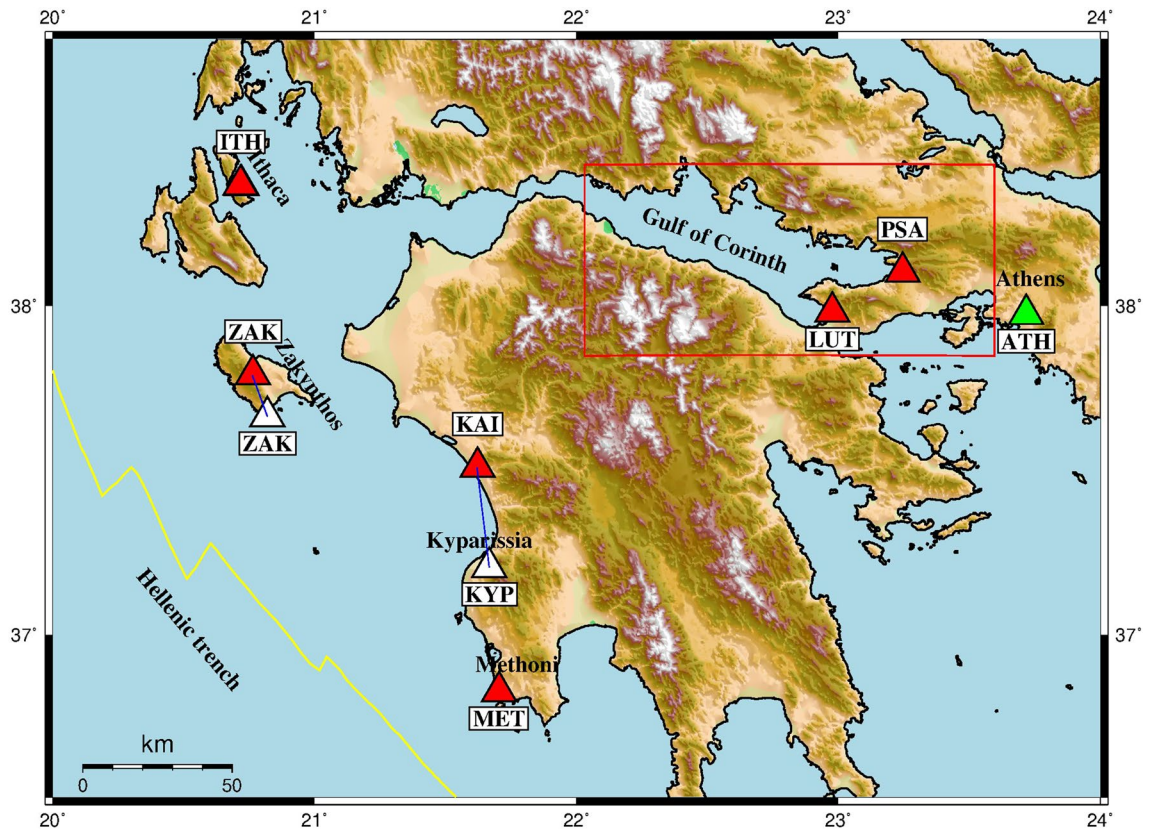 20° 21° 22° 23° 24°
ITH
Ithaca
Gulf of Corinth
PSA
38° 38°
Athens
ZAK
LUT
ATH
Zakynthos
ZAK
KAI
Kyparissia
KYP
Hellenic trench
37° 37°
Methoni
MET
km
0 50
20° 21° 22° 23° 24°